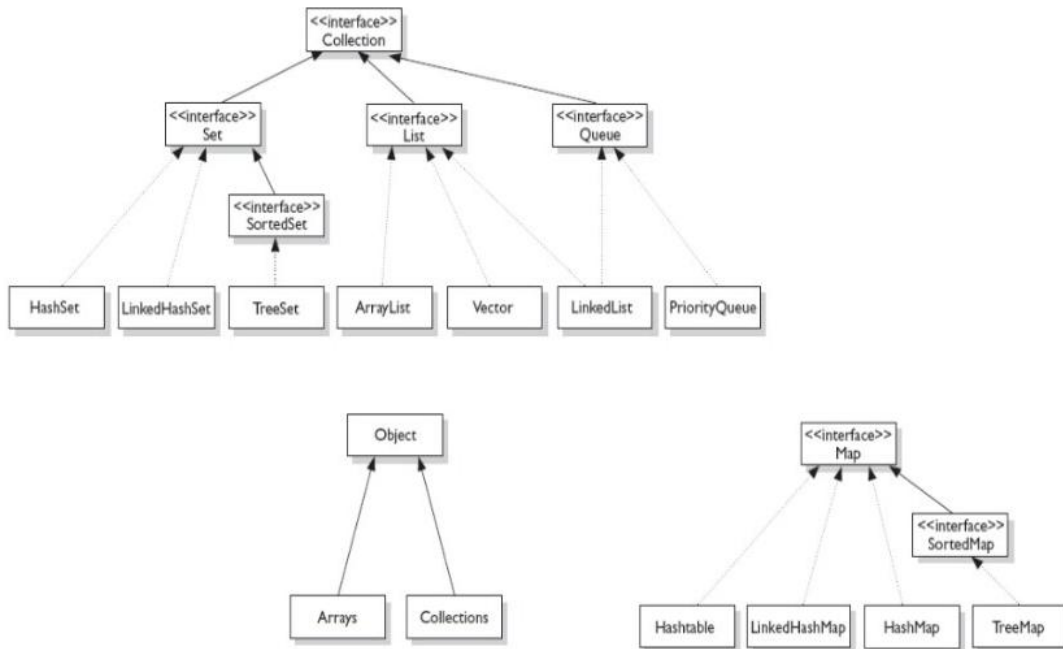 <<interface>>
Collection
<<interface>>
Set
<<interface>>
List
<<interface>>
Queue
<<interface>>
SortedSet
HashSet
LinkedHashSet
TreeSet
ArrayList
Vector
LinkedList
PriorityQueue
Object
<<interface>>
Map
<<interface>>
SortedMap
Arrays
Collections
Hashtable
LinkedHashMap
HashMap
TreeMap